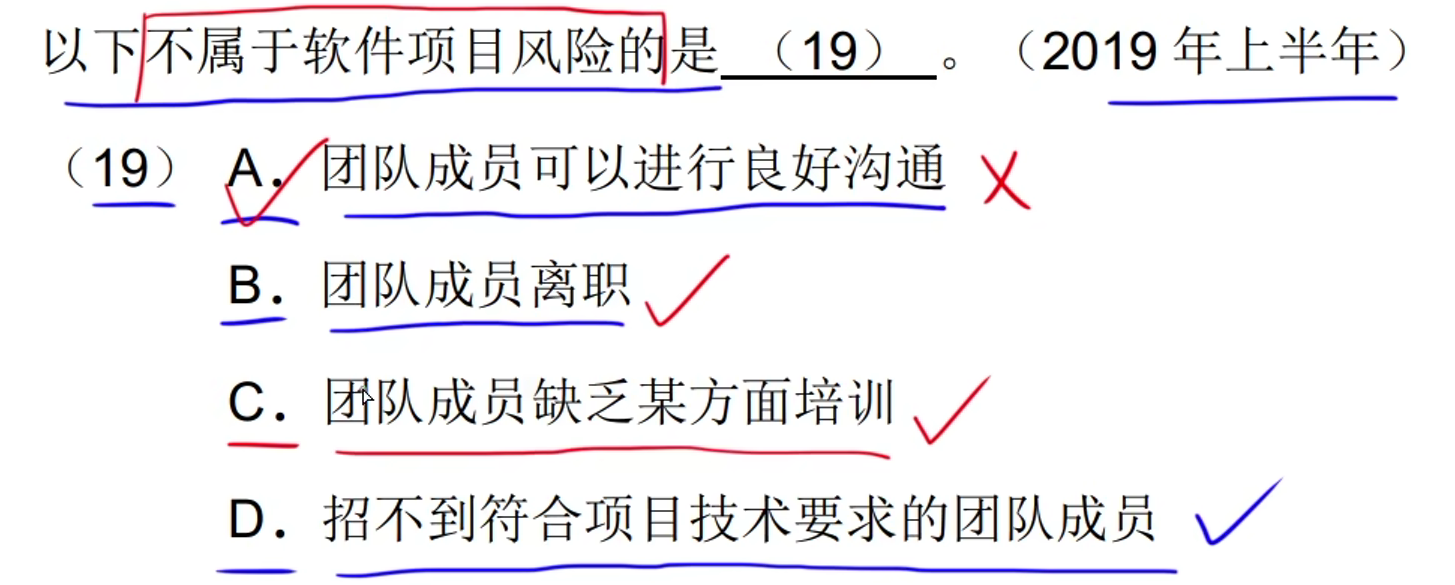 以下不属于软件项目风险的是 （19） 。（2019 年上半年）
（19） A． 团队成员可以进行良好沟通
B． 团队成员离职
C． 团队成员缺乏某方面培训
D． 招不到符合项目技术要求的团队成员